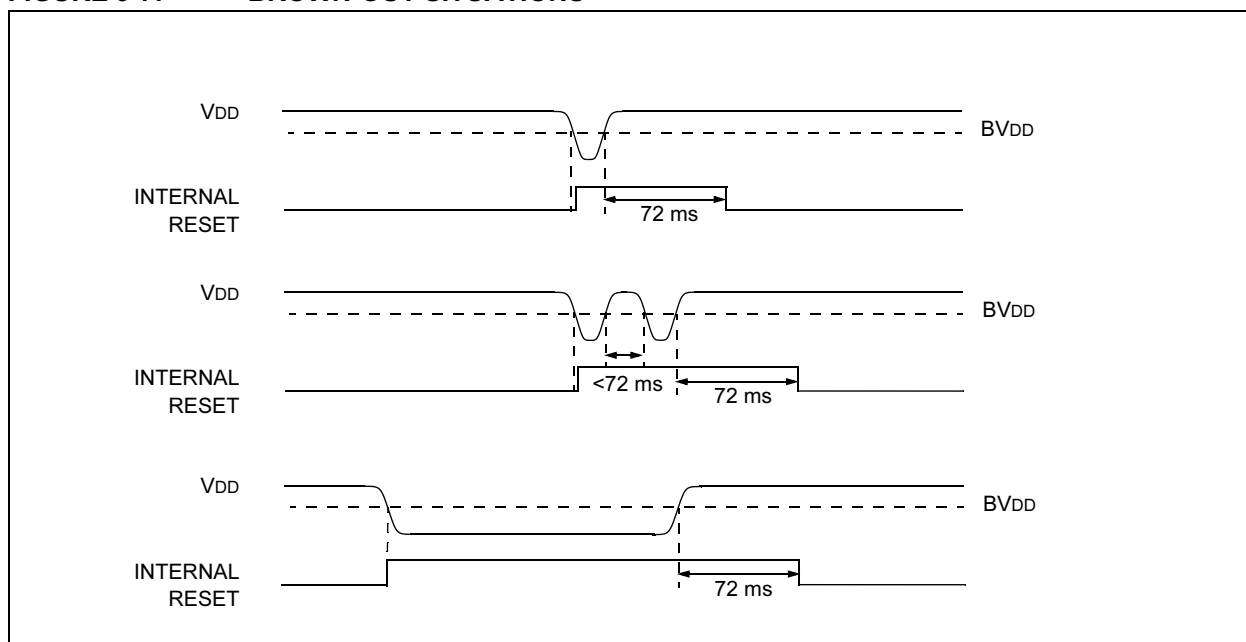 VDD
BVDD
INTERNAL
RESET
72 ms
VDD
BVDD
INTERNAL
RESET
<72 ms
72 ms
VDD
BVDD
INTERNAL
RESET
72 ms